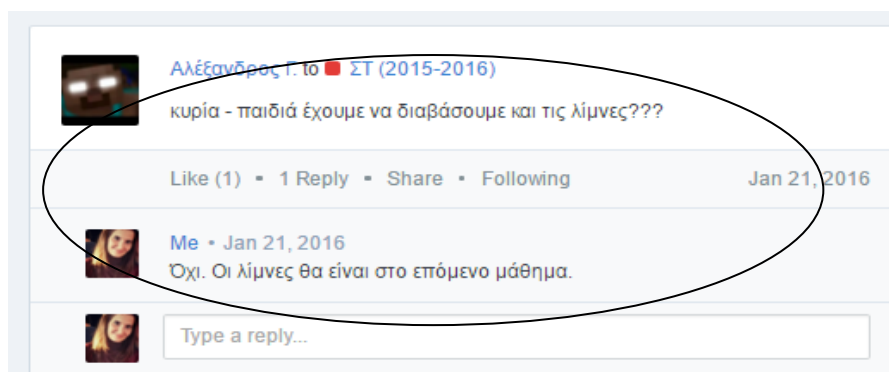 Αλέξανδρος Γ. to ΣΤ (2015-2016)
κυρία - παιδιά έχουμε να διαβάσουμε και τις λίμνες???
Like (1) • 1 Reply • Share • Following Jan 21, 2016
Me • Jan 21, 2016
Όχι. Οι λίμνες θα είναι στο επόμενο μάθημα.
Type a reply...